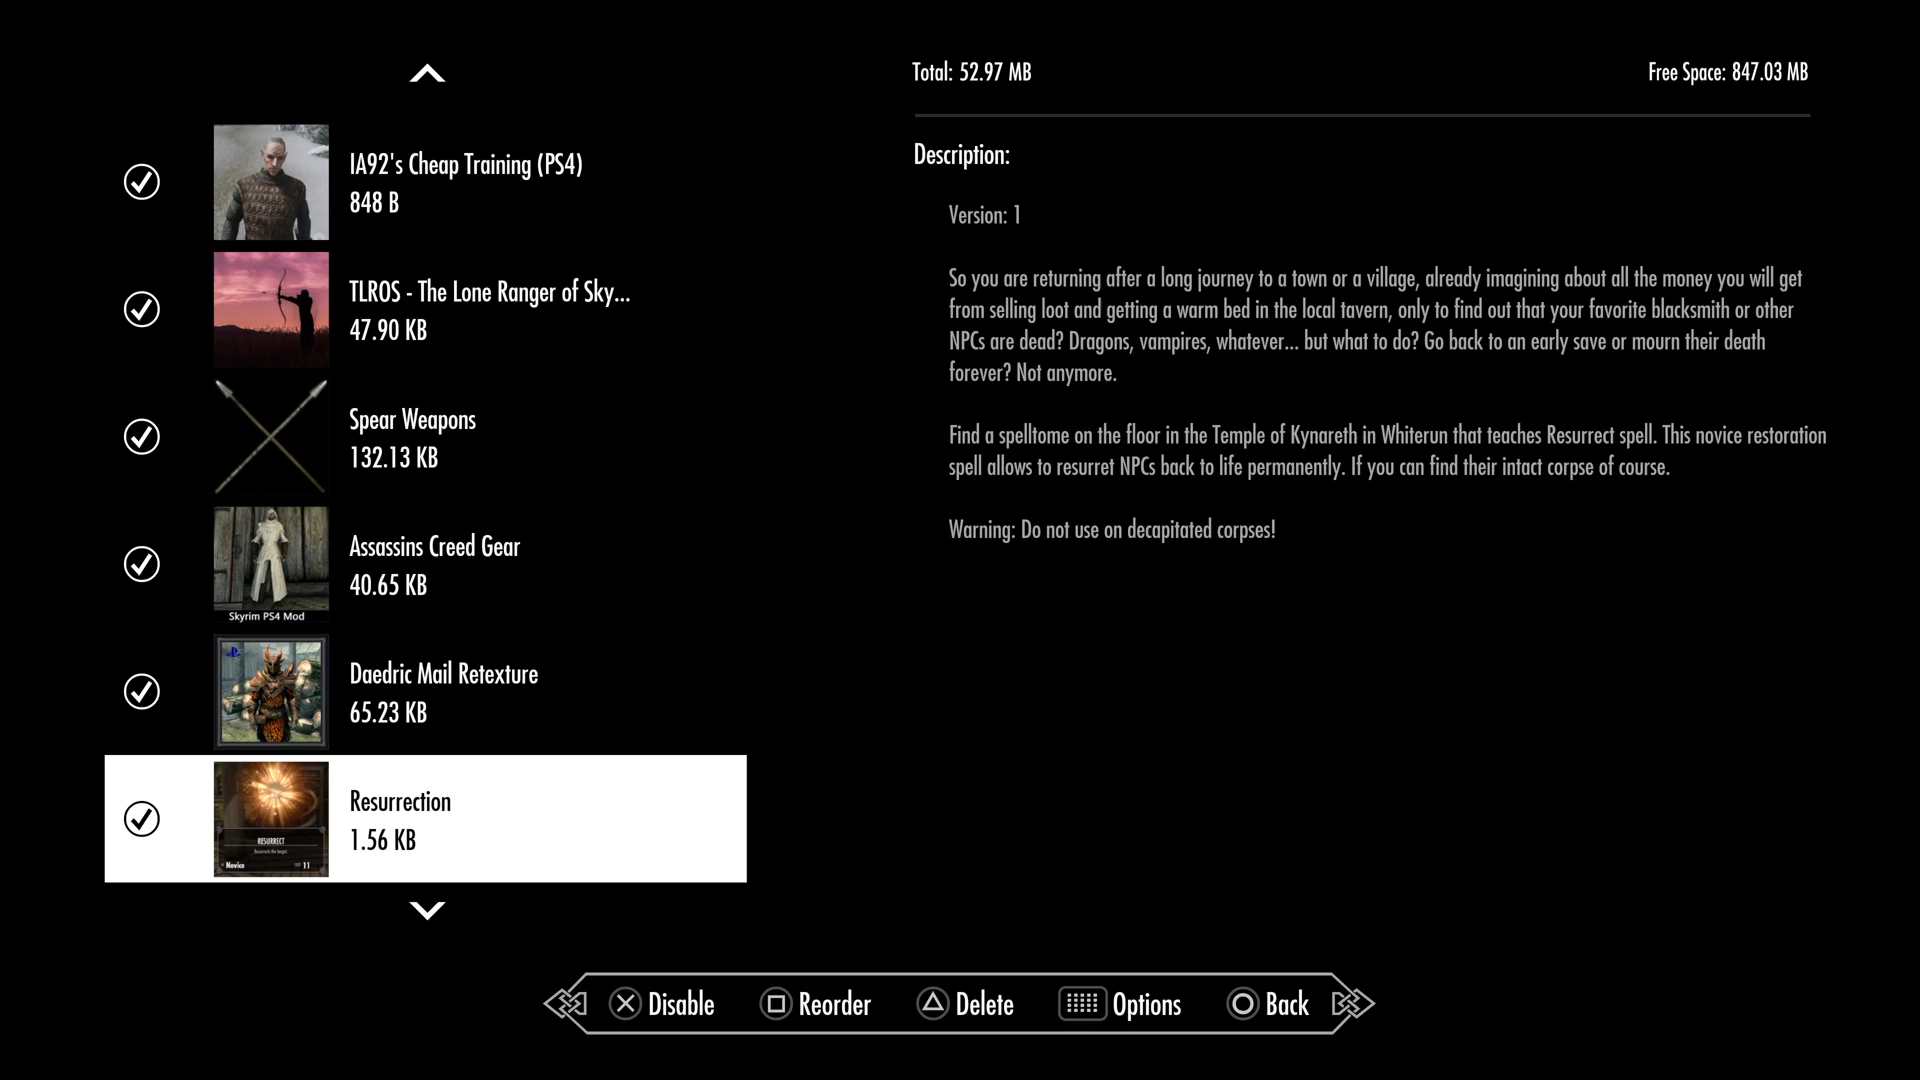 Total: 52.97 MB
Free Space: 847.03 MB
IA92's Cheap Training (PS4)
848 B
TLROS - The Lone Ranger of Sky...
47.90 KB
Spear Weapons
132.13 KB
Assassins Creed Gear
40.65 KB
Skyrim PS4 Mod
Daedric Mail Retexture
65.23 KB
RESURRECT
Resurrects the target.
Novice
11
Resurrection
1.56 KB
Description:
Version: 1
So you are returning after a long journey to a town or a village, already imagining about all the money you will get
from selling loot and getting a warm bed in the local tavern, only to find out that your favorite blacksmith or other
NPCs are dead? Dragons, vampires, whatever... but what to do? Go back to an early save or mourn their death
forever? Not anymore.
Find a spelltome on the floor in the Temple of Kynareth in Whiterun that teaches Resurrect spell. This novice restoration
spell allows to resurret NPCs back to life permanently. If you can find their intact corpse of course.
Warning: Do not use on decapitated corpses!
Disable
Reorder
Delete
Options
Back